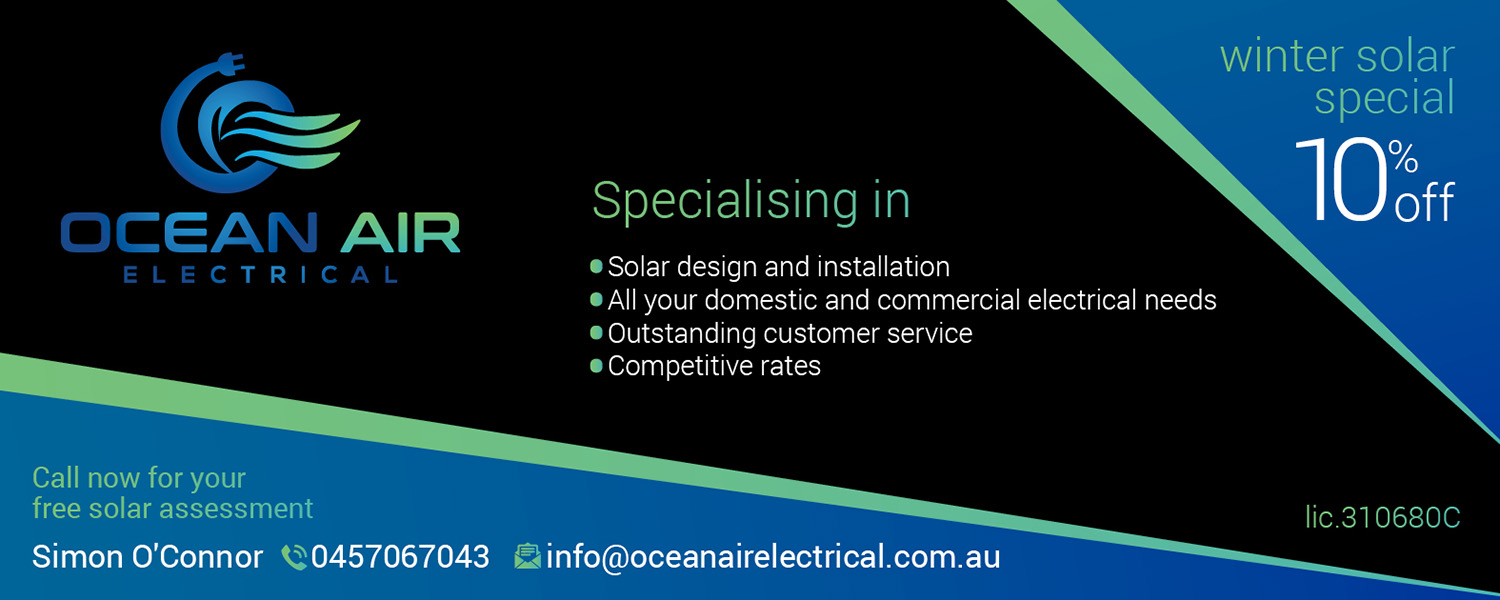 OCEAN AIR
ELECTRICAL
winter solar
special
10% off
Specialising in
Solar design and installation
All your domestic and commercial electrical needs
Outstanding customer service
Competitive rates
Call now for your
free solar assessment
Simon O'Connor 0457067043 info@oceanairelectrical.com.au
lic.310680C